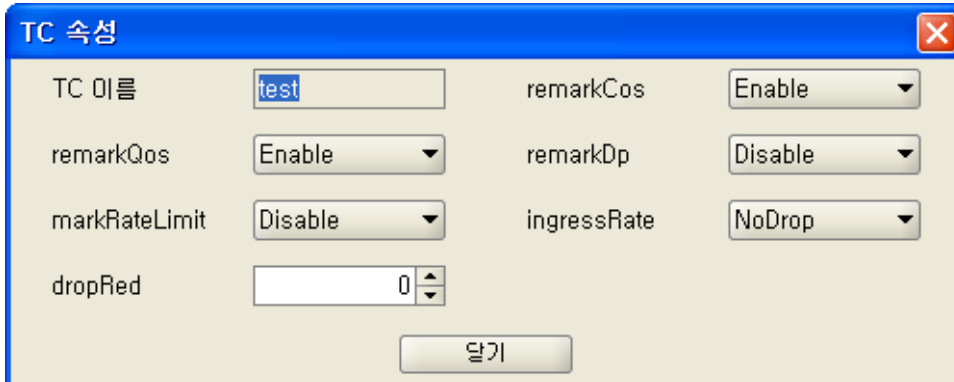 TC 속성
TC 이름 test remarkCos Enable
remarkQos Enable remarkDp Disable
markRateLimit Disable ingressRate NoDrop
dropRed 0
닫기